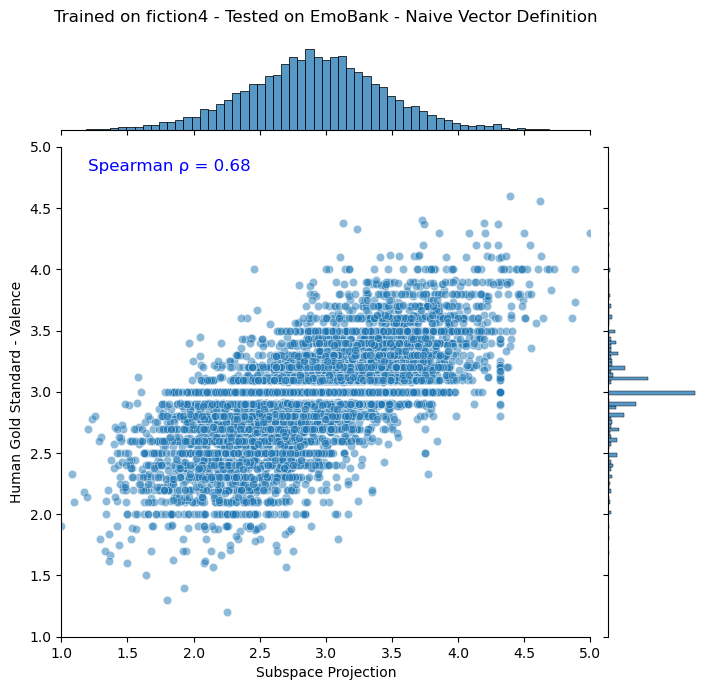 Trained on fiction4 - Tested on EmoBank - Naive Vector Definition
Spearman ρ = 0.68
5.0
4.5
4.0
3.5
3.0
2.5
2.0
1.5
1.0
Human Gold Standard - Valence
1.0 1.5 2.0 2.5 3.0 3.5 4.0 4.5 5.0
Subspace Projection